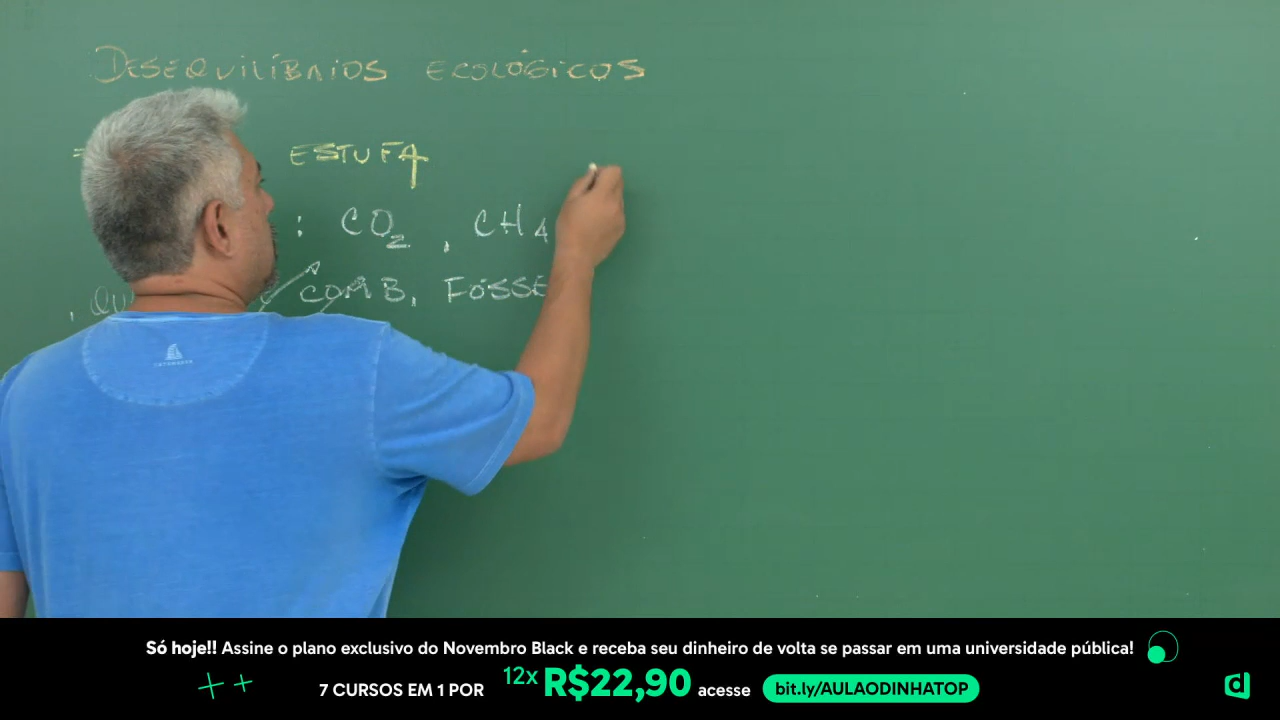 DESEQUILÍBRIOS ECOLÓGICOS
ESTUFA
: CO2 , CH4
COMB. FÓSSE
Só hoje!! Assine o plano exclusivo do Novembro Black e receba seu dinheiro de volta se passar em uma universidade pública!
7 CURSOS EM 1 POR 12x R$22,90 acesse bit.ly/AULAODINHATOP
d